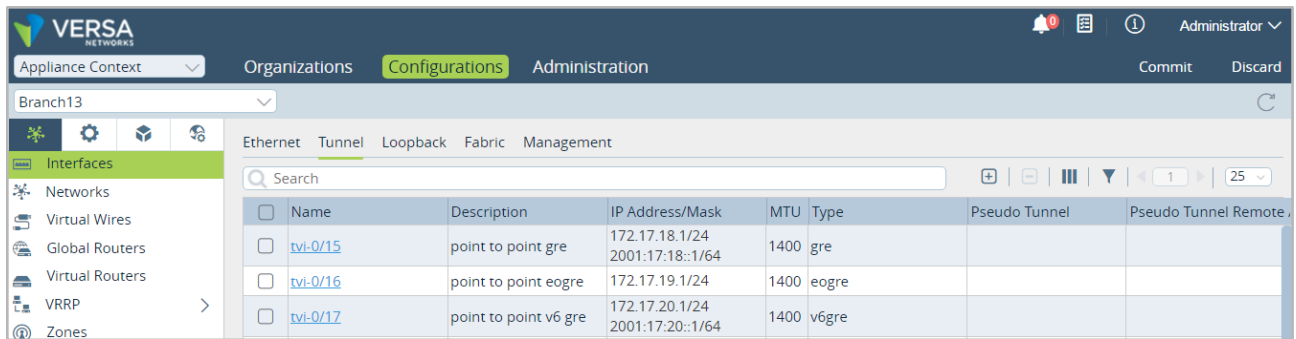 VERSA
NETWORKS
0
Administrator
Appliance Context
Organizations
Configurations
Administration
Commit
Discard
Branch13
Ethernet
Tunnel
Loopback
Fabric
Management
Interfaces
Networks
Virtual Wires
Global Routers
Virtual Routers
VRRP
Zones
Search
1
25
Name Description IP Address/Mask MTU Type Pseudo Tunnel Pseudo Tunnel Remote
tvi-0/15 point to point gre 172.17.18.1/24 1400 gre
2001:17:18::1/64
tvi-0/16 point to point eogre 172.17.19.1/24 1400 eogre
tvi-0/17 point to point v6 gre 172.17.20.1/24 1400 v6gre
2001:17:20::1/64